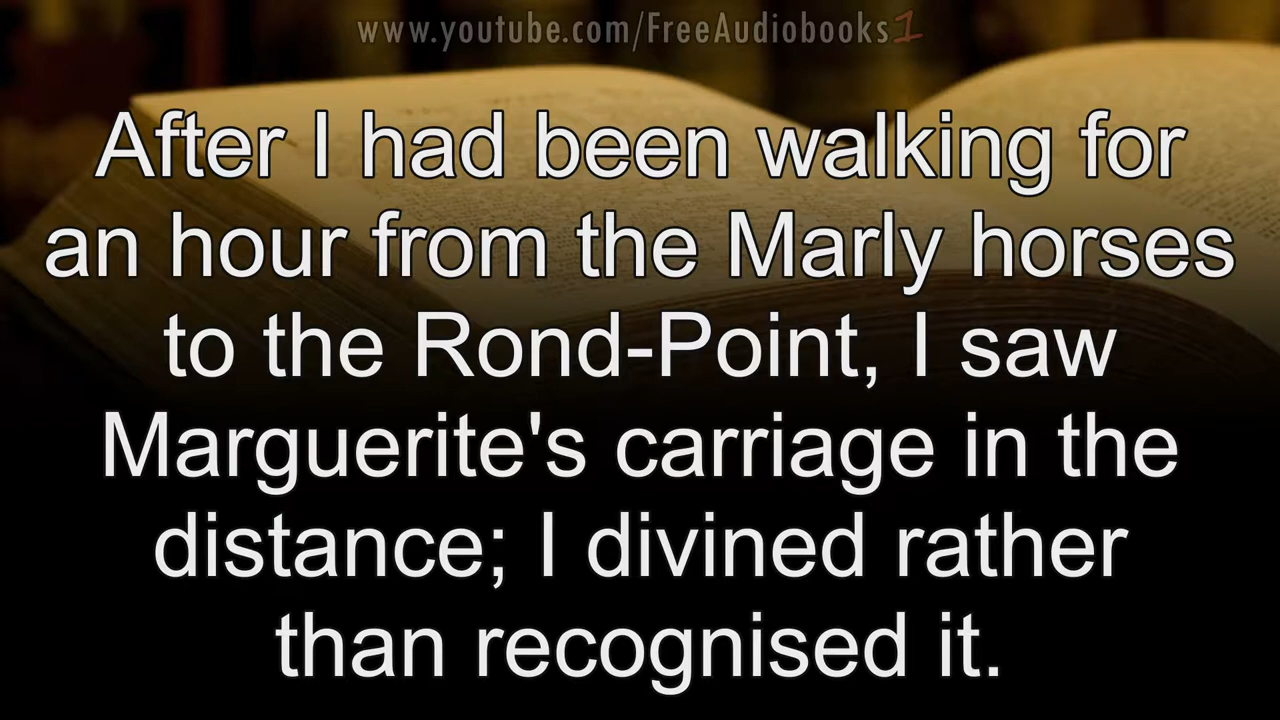 www.youtube.com/FreeAudiobooks1
After I had been walking for
an hour from the Marly horses
to the Rond-Point, I saw
Marguerite's carriage in the
distance; I divined rather
than recognised it.